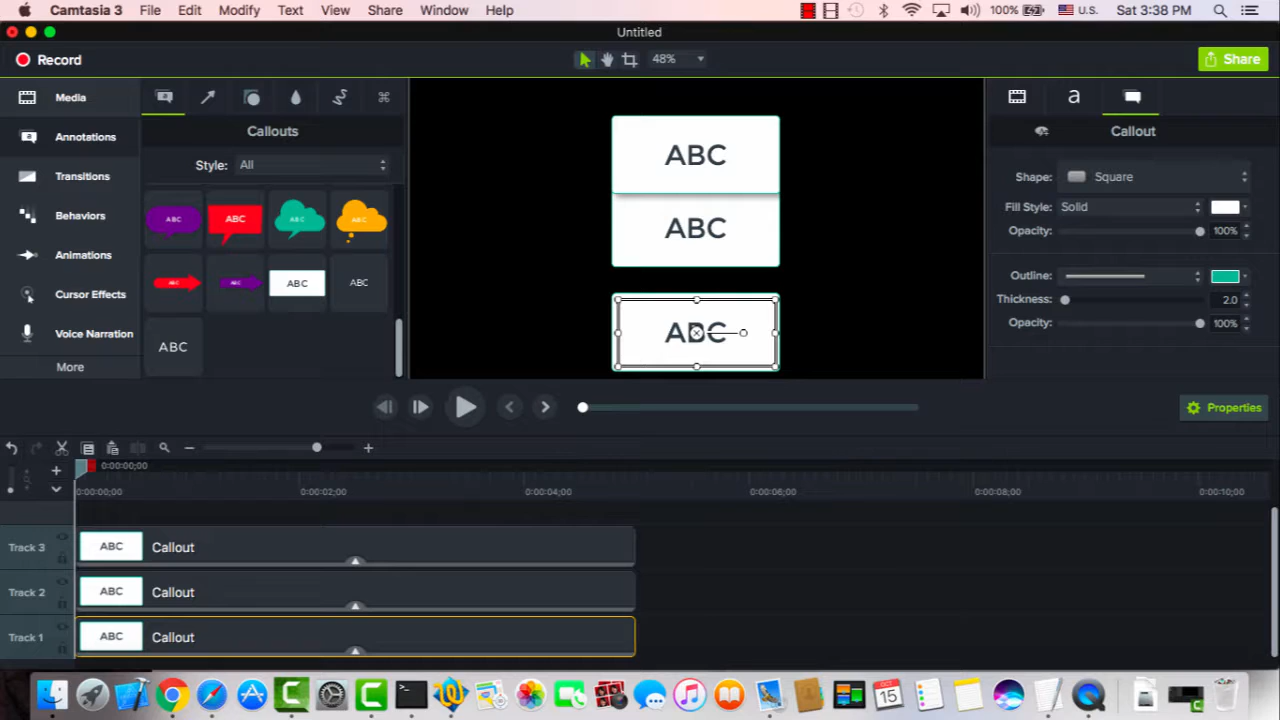 Camtasia 3 File Edit Modify Text View Share Window Help 100% U.S. Sat 3:38 PM
Untitled
Record 48% Share
Media
Annotations
Transitions
Behaviors
Animations
Cursor Effects
Voice Narration
More
Callouts
Style: All
ABC ABC ABC ABC
ABC ABC ABC ABC
ABC
ABC
ABC
ABC
a
Callout
Shape: Square
Fill Style: Solid
Opacity: 100%
Outline:
Thickness: 2.0
Opacity: 100%
Properties
0:00:00;00
0:00:00;00 0:00:02;00 0:00:04;00 0:00:06;00 0:00:08;00 0:00:10;00
Track 3 ABC Callout
Track 2 ABC Callout
Track 1 ABC Callout
OCT
15